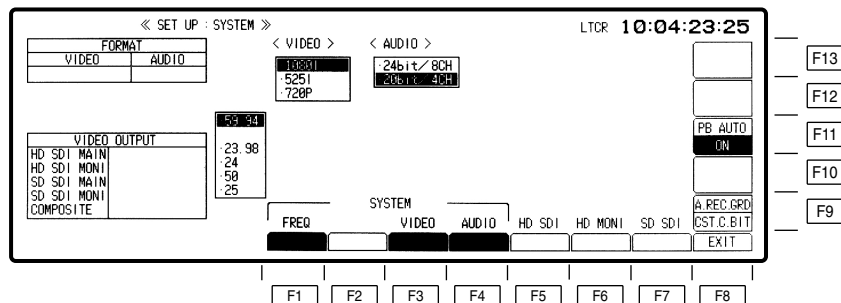 ≪ SET UP : SYSTEM ≫
LTCR 10:04:23:25
FORMAT
VIDEO AUDIO
< VIDEO >
1080I
·525I
·720P
< AUDIO >
·24bit/8CH
20bit/4CH
59.94
·23.98
·24
·50
·25
VIDEO OUTPUT
HD SDI MAIN
HD SDI MONI
SD SDI MAIN
SD SDI MONI
COMPOSITE
PB AUTO
ON
A.REC.GRD
CST.C.BIT
EXIT
SYSTEM
FREQ VIDEO AUDIO HD SDI HD MONI SD SDI
F13
F12
F11
F10
F9
F1 F2 F3 F4 F5 F6 F7 F8